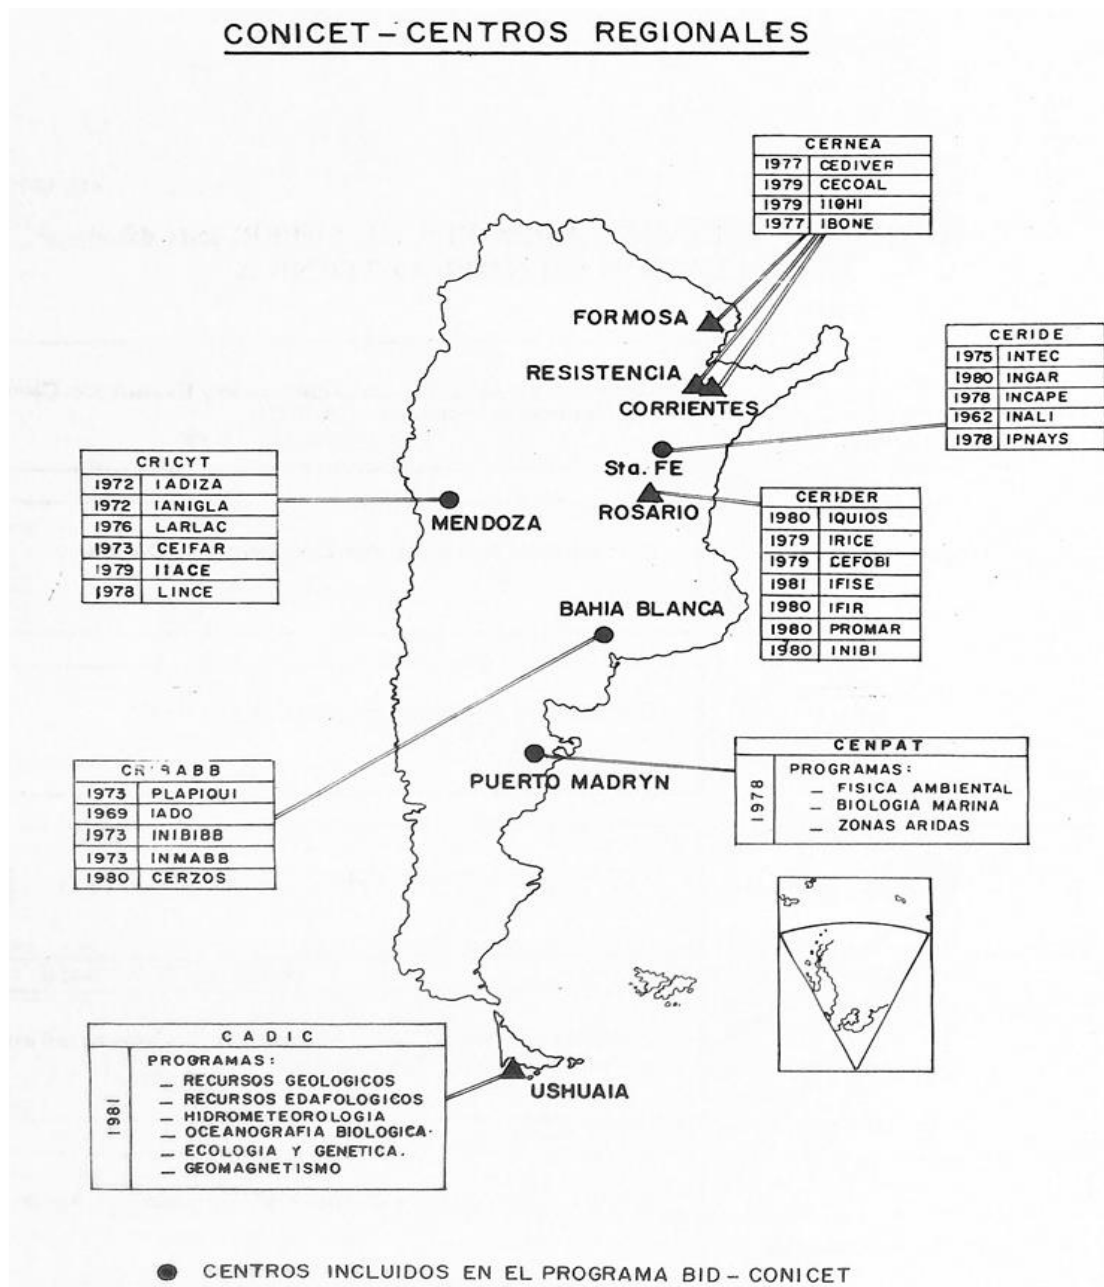 CONICET – CENTROS REGIONALES
CERNEA
1977 CEDIVER
1979 CECOAL
1979 IIGHI
1977 IBONE
FORMOSA
RESISTENCIA
CORRIENTES
CERIDE
1975 INTEC
1980 INGAR
1978 INCAPE
1962 INALI
1978 IPNAYS
Sta. FE
ROSARIO
CRICYT
1972 IADIZA
1972 IANIGLA
1976 LARLAC
1973 CEIFAR
1979 IIACE
1978 LINCE
MENDOZA
CERIDER
1980 IQUIOS
1979 IRICE
1979 CEFOBI
1981 IFISE
1980 IFIR
1980 PROMAR
1980 INIBI
BAHIA BLANCA
PUERTO MADRYN
CENPAT
1978
PROGRAMAS:
_ FISICA AMBIENTAL
_ BIOLOGIA MARINA
_ ZONAS ARIDAS
1973 PLAPIQUI
1969 IADO
1973 INIBIBB
1973 INMABB
1980 CERZOS
CADIC
1981
PROGRAMAS:
_ RECURSOS GEOLOGICOS
_ RECURSOS EDAFOLOGICOS
_ HIDROMETEOROLOGIA
_ OCEANOGRAFIA BIOLOGICA.
_ ECOLOGIA Y GENETICA.
_ GEOMAGNETISMO
USHUAIA
CENTROS INCLUIDOS EN EL PROGRAMA BID – CONICET